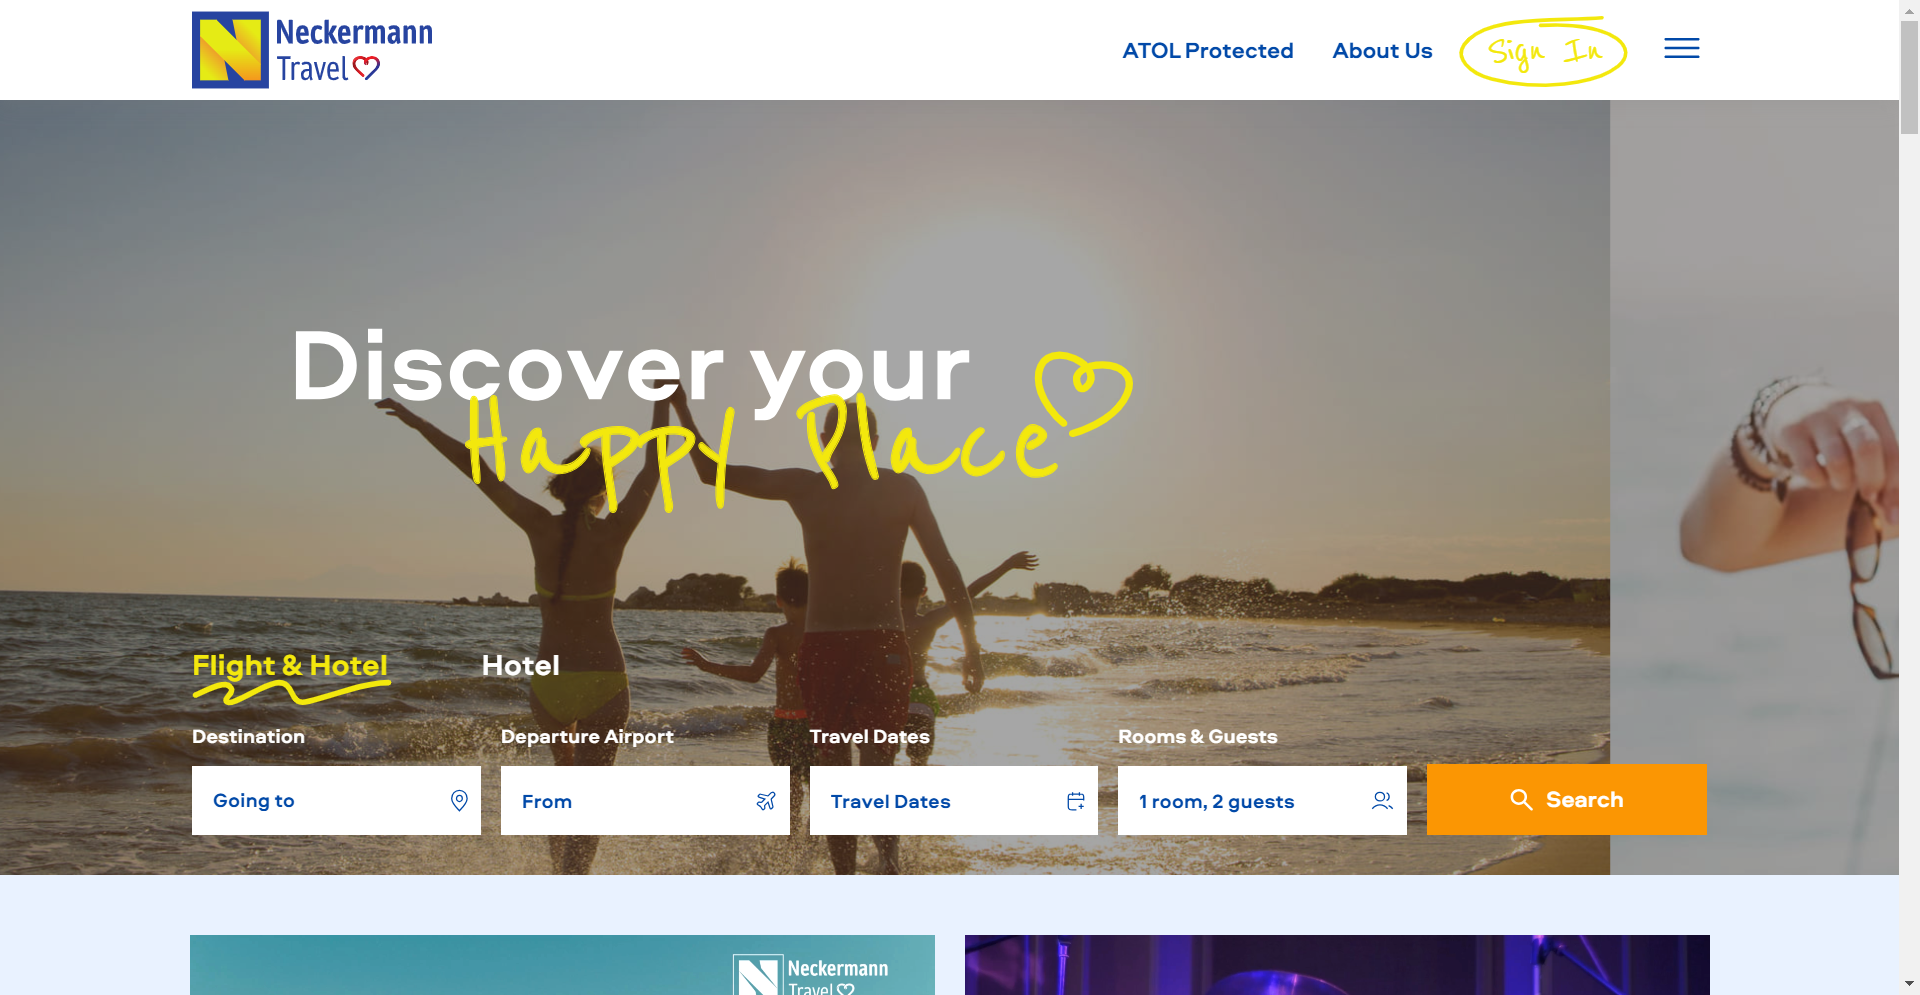 Neckermann
Travel
ATOL Protected
About Us
Sign In
Discover your
Happy Place
Flight & Hotel
Hotel
Destination
Departure Airport
Travel Dates
Rooms & Guests
Going to
From
Travel Dates
1 room, 2 guests
Search
Neckermann
Travel